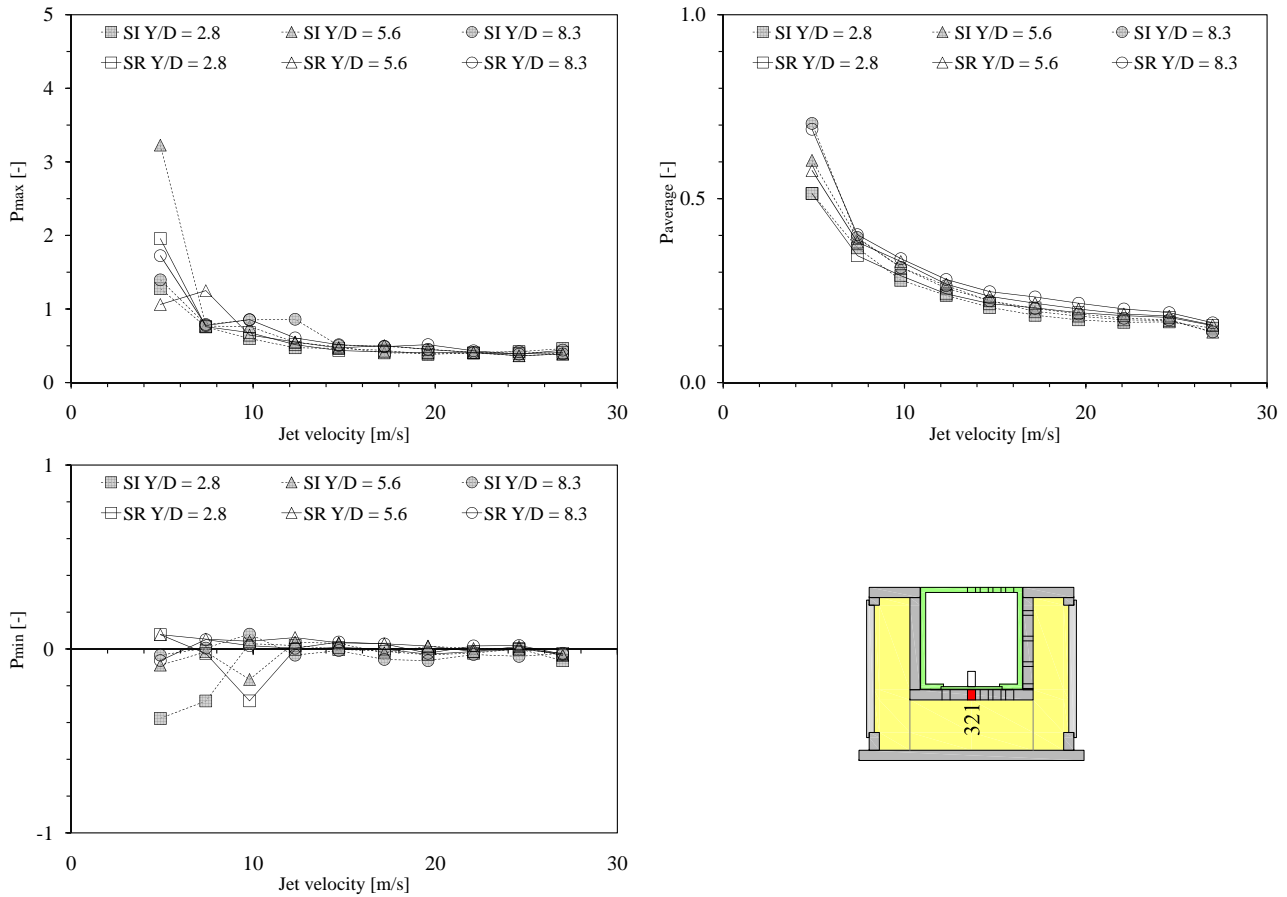 5
SI Y/D = 2.8 SI Y/D = 5.6 SI Y/D = 8.3
SR Y/D = 2.8 SR Y/D = 5.6 SR Y/D = 8.3
4
3
Pmax [-]
2
1
0
0 10 20 30
Jet velocity [m/s]
1.0
SI Y/D = 2.8 SI Y/D = 5.6 SI Y/D = 8.3
SR Y/D = 2.8 SR Y/D = 5.6 SR Y/D = 8.3
Paverage [-]
0.5
0.0
0 10 20 30
Jet velocity [m/s]
1
SI Y/D = 2.8 SI Y/D = 5.6 SI Y/D = 8.3
SR Y/D = 2.8 SR Y/D = 5.6 SR Y/D = 8.3
Pmin [-]
0
-1
0 10 20 30
Jet velocity [m/s]
321